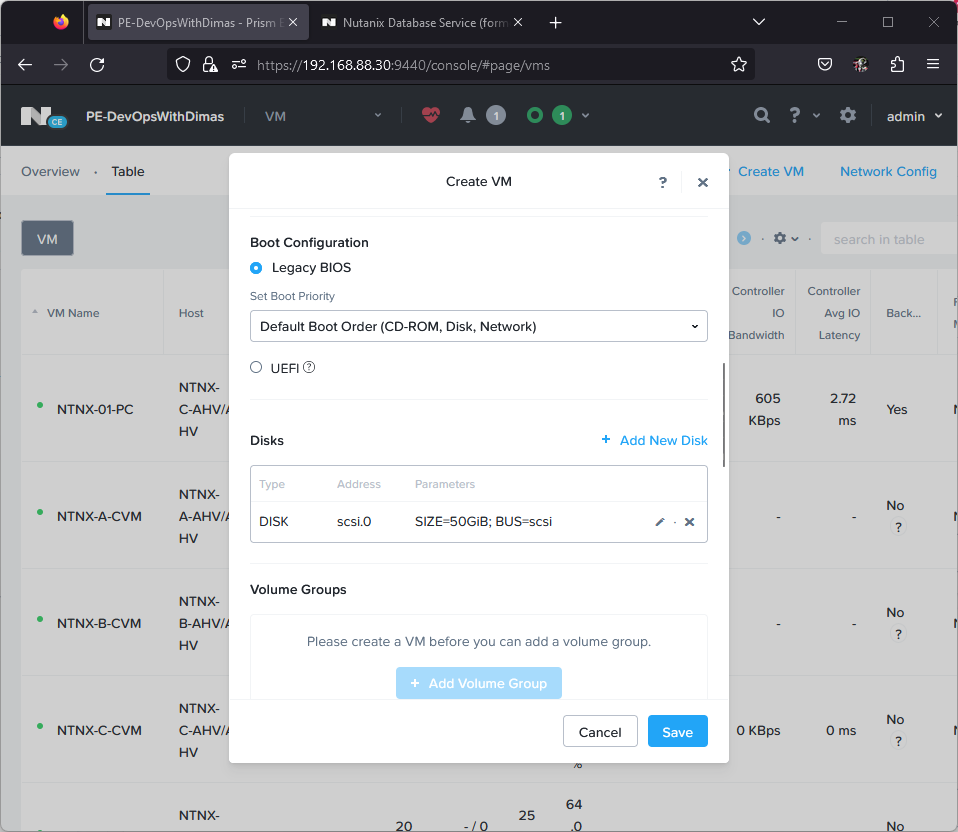 PE-DevOpsWithDimas - Prism E
Nutanix Database Service (form
https://192.168.88.30:9440/console/#page/vms
N CE
PE-DevOpsWithDimas
VM
1
1
?
admin
Overview
·
Table
Create VM
Network Config
VM
search in table
VM Name
Host
Controller IO Bandwidth
Controller Avg IO Latency
Back...
NTNX-01-PC
NTNX-
C-AHV/A
HV
605
KBps
2.72
ms
Yes
NTNX-A-CVM
NTNX-
A-AHV/A
HV
-
-
No
?
NTNX-B-CVM
NTNX-
B-AHV/A
HV
-
-
No
?
NTNX-C-CVM
NTNX-
C-AHV/A
HV
0 KBps
0 ms
No
?
%
NTNX-
20
- / 0
25
64
.0
No
Create VM
?
Boot Configuration
Legacy BIOS
Set Boot Priority
Default Boot Order (CD-ROM, Disk, Network)
UEFI ?
Disks
+ Add New Disk
Type Address Parameters
DISK scsi.0 SIZE=50GiB; BUS=scsi
Volume Groups
Please create a VM before you can add a volume group.
+ Add Volume Group
Cancel
Save